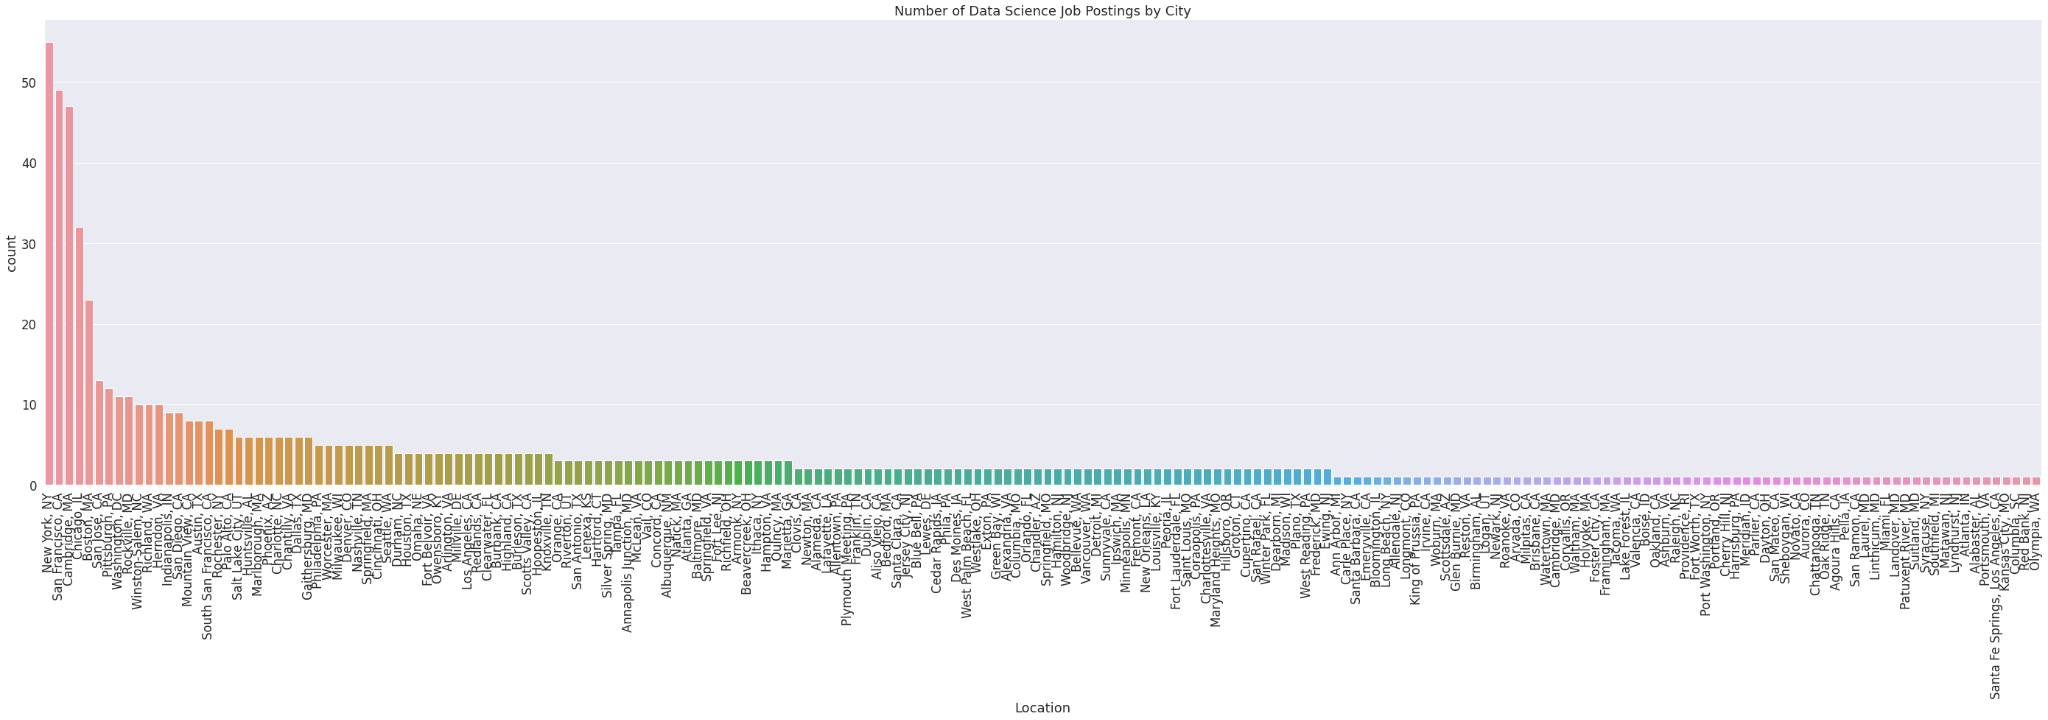 Number of Data Science Job Postings by City
count
50
40
30
20
10
0
New York, NY
San Francisco, CA
Cambridge, MA
Chicago, IL
Boston, MA
San Jose, CA
Pittsburgh, PA
Washington, DC
Rockville, MD
Winston-Salem, NC
Richland, WA
Herndon, VA
Indianapolis, IN
San Diego, CA
Mountain View, CA
Austin, TX
South San Francisco, CA
Rochester, NY
Palo Alto, CA
Salt Lake City, UT
Huntsville, AL
Marlborough, MA
Phoenix, AZ
Charlotte, NC
Chantilly, VA
Dallas, TX
Gaithersburg, MD
Philadelphia, PA
Worcester, MA
Milwaukee, WI
Denver, CO
Nashville, TN
Springfield, MA
Cincinnati, OH
Seattle, WA
Durham, NC
Houston, TX
Omaha, NE
Fort Belvoir, VA
Owensboro, KY
Arlington, VA
Millville, DE
Los Angeles, CA
Redlands, CA
Clearwater, FL
Burbank, CA
Highland, CA
Burleson, TX
Scotts Valley, CA
Hoopeston, IL
Knoxville, TN
Orange, CA
Riverton, UT
San Antonio, TX
Lenexa, KS
Hartford, CT
Silver Spring, MD
Tampa, FL
Annapolis Junction, MD
McLean, VA
Vail, CO
Concord, CA
Albuquerque, NM
Natick, MA
Atlanta, GA
Baltimore, MD
Springfield, VA
Fort Lee, NJ
Richfield, OH
Armonk, NY
Beavercreek, OH
Ithaca, NY
Hampton, VA
Quincy, MA
Marietta, GA
Clovis, CA
Newton, MA
Alameda, CA
Lafayette, LA
Allentown, PA
Plymouth Meeting, PA
Franklin, TN
Dublin, CA
Aliso Viejo, CA
Bedford, MA
Santa Clara, CA
Jersey City, NJ
Blue Bell, PA
Dewey, DE
Cedar Rapids, IA
Phila, PA
Des Moines, IA
West Palm Beach, FL
Westlake, OH
Exton, PA
Green Bay, WI
Alexandria, VA
Columbia, MO
Orlando, FL
Chandler, AZ
Springfield, MO
Hamilton, NJ
Woodbridge, NJ
Bellevue, WA
Vancouver, WA
Detroit, MI
Sunnyvale, CA
Ipswich, MA
Minneapolis, MN
Fremont, CA
New Orleans, LA
Louisville, KY
Peoria, IL
Fort Lauderdale, FL
Saint Louis, MO
Coraopolis, PA
Charlottesville, VA
Maryland Heights, MO
Hillsboro, OR
Groton, CT
Cupertino, CA
San Rafael, CA
Winter Park, FL
Madison, WI
Plano, TX
West Reading, PA
Frederick, MD
Ewing, NJ
Ann Arbor, MI
Carle Place, NY
Santa Barbara, CA
Emeryville, CA
Bloomington, IL
Allendale, NJ
Longmont, CO
King of Prussia, PA
Irvine, CA
Woburn, MA
Scottsdale, AZ
Glen Burnie, MD
Reston, VA
Birmingham, AL
Logan, UT
Newark, NJ
Roanoke, VA
Arvada, CO
Milpitas, CA
Brisbane, CA
Watertown, MA
Cambridge, MD
Corvallis, OR
Waltham, MA
Holyoke, MA
Foster City, CA
Framingham, MA
Tacoma, WA
Lake Forest, IL
Valencia, CA
Boise, ID
Oakland, CA
Ashburn, VA
Raleigh, NC
Providence, RI
Fort Worth, TX
Port Washington, NY
Portland, OR
Cherry Hill, NJ
Harrisburg, PA
Meridian, ID
Parlier, CA
Dayton, OH
San Mateo, CA
Sheboygan, WI
Novato, CA
Aurora, CO
Chattanooga, TN
Oak Ridge, TN
Agoura Hills, CA
Pella, IA
San Ramon, CA
Laurel, MD
Linthicum, MD
Miami, FL
Landover, MD
Patuxent River, MD
Suitland, MD
Syracuse, NY
Southfield, MI
Matawan, NJ
Lyndhurst, NJ
Atlanta, IN
Alameda, CA
Portsmouth, VA
Santa Fe Springs, Los Angeles, CA
Kansas City, MO
Columbia, SC
Red Bank, NJ
Olympia, WA
Location